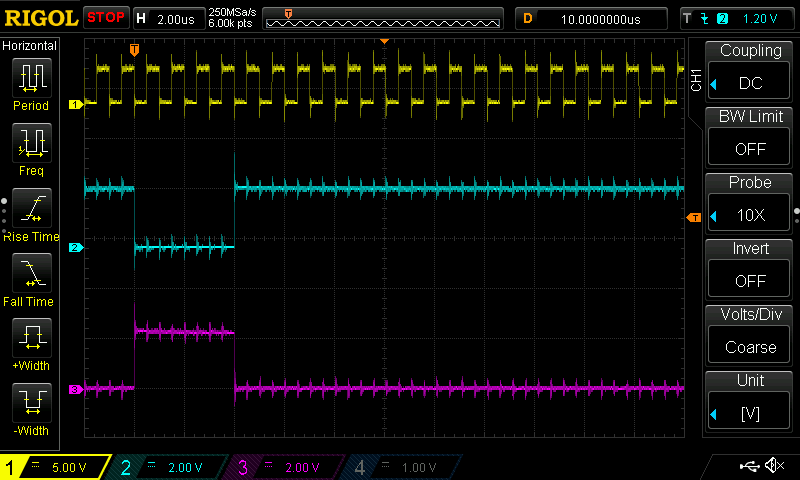 RIGOL STOP H 2.00us 250MSa/s 6.00k pts T D 10.0000000us T 2 1.20 V
Horizontal
Period
Freq
Rise Time
Fall Time
+Width
-Width
T
1
2
3
T
CH1
Coupling
DC
BW Limit
OFF
Probe
10X
Invert
OFF
Volts/Div
Coarse
Unit
[V]
1 5.00 V 2 2.00 V 3 2.00 V 4 1.00 V